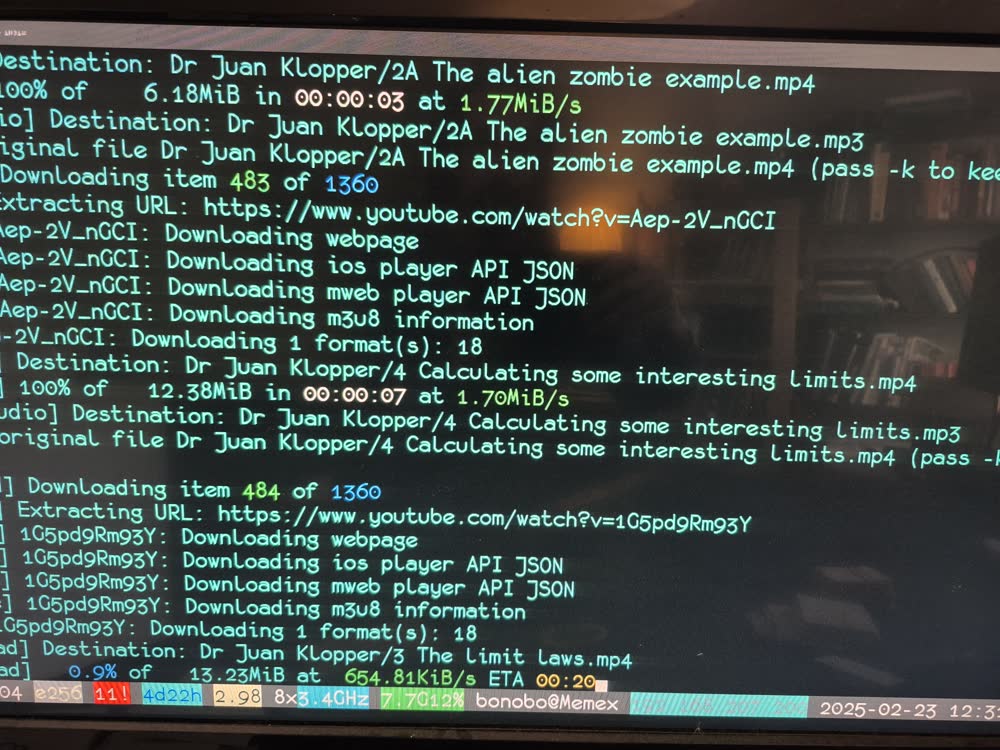 Destination: Dr Juan Klopper/2A The alien zombie example.mp4
100% of 6.18MiB in 00:00:03 at 1.77MiB/s
io] Destination: Dr Juan Klopper/2A The alien zombie example.mp3
iginal file Dr Juan Klopper/2A The alien zombie example.mp4 (pass -k to kee
Downloading item 483 of 1360
Extracting URL: https://www.youtube.com/watch?v=Aep-2V_nGCI
Aep-2V_nGCI: Downloading webpage
Aep-2V_nGCI: Downloading ios player API JSON
Aep-2V_nGCI: Downloading mweb player API JSON
Aep-2V_nGCI: Downloading m3u8 information
-2V_nGCI: Downloading 1 format(s): 18
] Destination: Dr Juan Klopper/4 Calculating some interesting limits.mp4
] 100% of 12.38MiB in 00:00:07 at 1.70MiB/s
udio] Destination: Dr Juan Klopper/4 Calculating some interesting limits.mp3
original file Dr Juan Klopper/4 Calculating some interesting limits.mp4 (pass -k
d] Downloading item 484 of 1360
] Extracting URL: https://www.youtube.com/watch?v=1G5pd9Rm93Y
] 1G5pd9Rm93Y: Downloading webpage
] 1G5pd9Rm93Y: Downloading ios player API JSON
] 1G5pd9Rm93Y: Downloading mweb player API JSON
] 1G5pd9Rm93Y: Downloading m3u8 information
1G5pd9Rm93Y: Downloading 1 format(s): 18
ad] Destination: Dr Juan Klopper/3 The limit laws.mp4
ad] 0.9% of 13.23MiB at 654.81KiB/s ETA 00:20
04 e256 11! 4d22h 2.98 8x3.4GHz 7.7G12% bonobo@Memex 2025-02-23 12:3